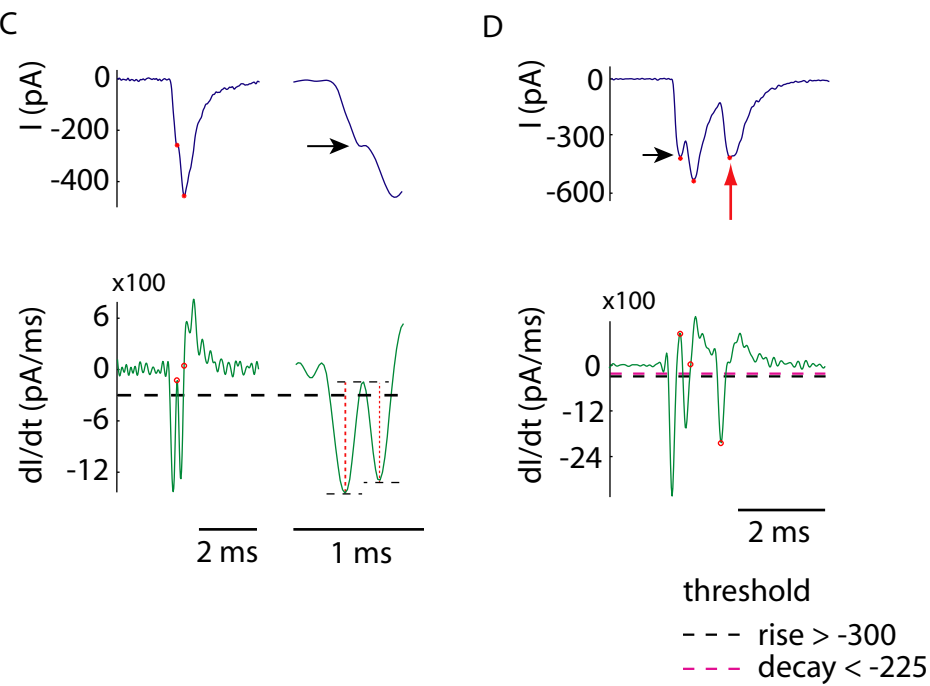 C
D
I (pA)
0
-200
-400
I (pA)
0
-300
-600
x100
dI/dt (pA/ms)
6
0
-6
-12
x100
dI/dt (pA/ms)
0
-12
-24
2 ms
1 ms
2 ms
threshold
rise > -300
decay < -225